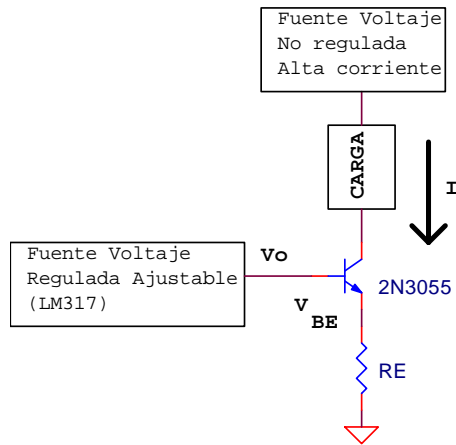 Fuente Voltaje
No regulada
Alta corriente
CARGA
I
Fuente Voltaje
Regulada Ajustable
(LM317)
Vo
V
BE
2N3055
RE